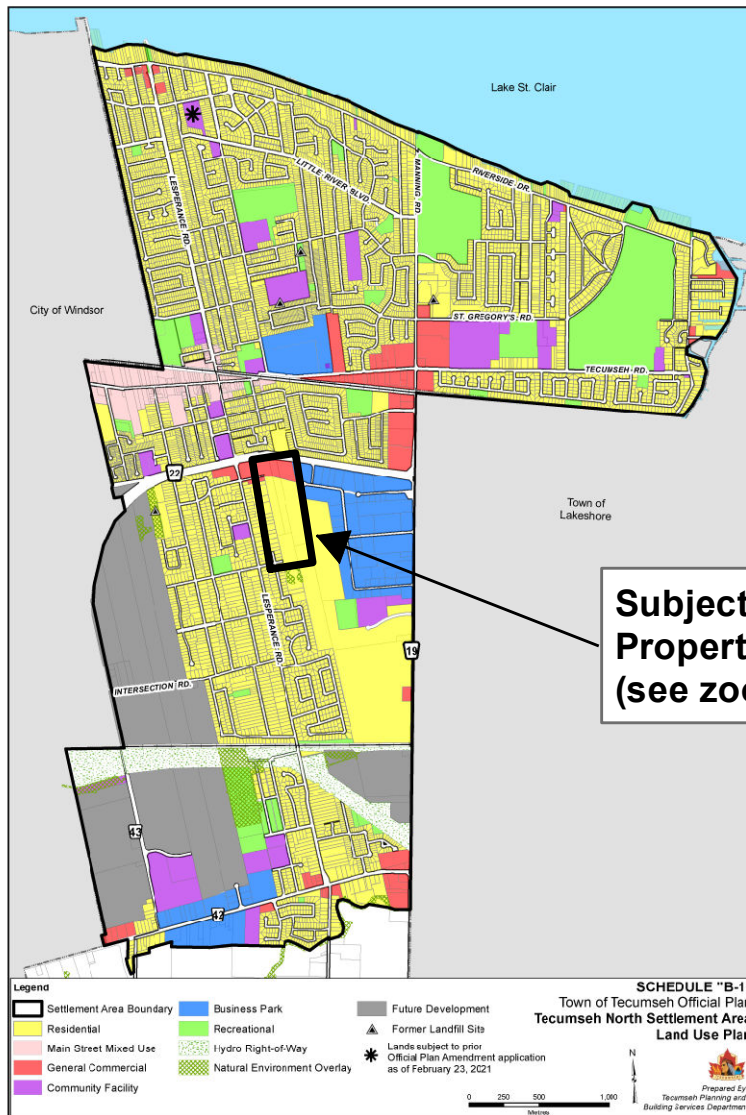 Lake St. Clair
RIVERSIDE DR.
MANNING RD.
LITTLE RIVER BLVD.
LESPERANCE RD.
City of Windsor
ST. GREGORY'S RD.
TECUMSEH RD.
22
Town of
Lakeshore
Subject
Propert
(see zoo
LESPERANCE RD.
19
INTERSECTION RD.
43
42
Legend
Settlement Area Boundary
Residential
Main Street Mixed Use
General Commercial
Community Facility
Business Park
Recreational
Hydro Right-of-Way
Natural Environment Overlay
Future Development
Former Landfill Site
Lands subject to prior
Official Plan Amendment application
as of February 23, 2021
SCHEDULE "B-1
Town of Tecumseh Official Plan
Tecumseh North Settlement Area
Land Use Plan
N
0 250 500 1,000
Metres
Prepared By
Tecumseh Planning and
Building Services Department